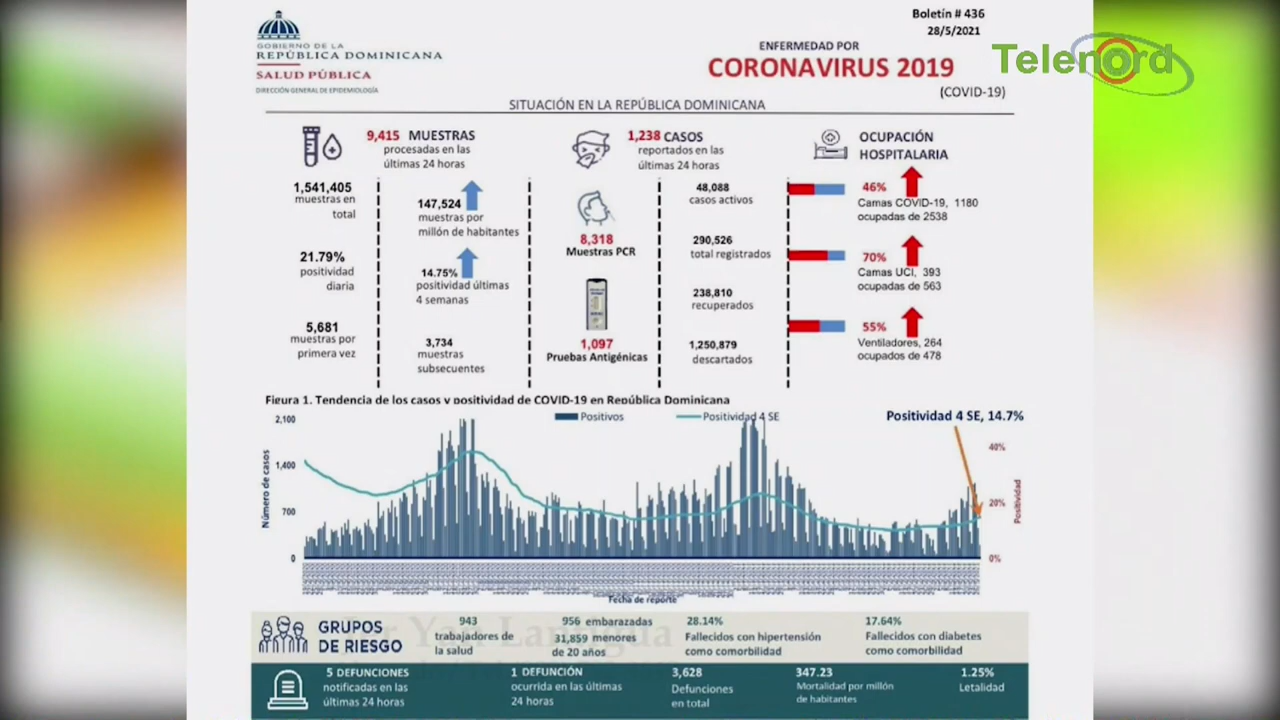 Boletín # 436
28/5/2021
Telenord
GOBIERNO DE LA
REPÚBLICA DOMINICANA
SALUD PÚBLICA
DIRECCIÓN GENERAL DE EPIDEMIOLOGÍA
ENFERMEDAD POR
CORONAVIRUS 2019
(COVID-19)
SITUACIÓN EN LA REPÚBLICA DOMINICANA
9,415 MUESTRAS
procesadas en las
últimas 24 horas
1,541,405
muestras en
total
21.79%
positividad
diaria
5,681
muestras por
primera vez
147,524
muestras por
millón de habitantes
14.75%
positividad últimas
4 semanas
3,734
muestras
subsecuentes
1,238 CASOS
reportados en las
últimas 24 horas
8,318
Muestras PCR
1,097
Pruebas Antigénicas
48,088
casos activos
290,526
total registrados
238,810
recuperados
1,250,879
descartados
OCUPACIÓN
HOSPITALARIA
46%
Camas COVID-19, 1180
ocupadas de 2538
70%
Camas UCI, 393
ocupadas de 563
55%
Ventiladores, 264
ocupados de 478
Figura 1. Tendencia de los casos y positividad de COVID-19 en República Dominicana
Positivos
Positividad 4 SE
Positividad 4 SE, 14.7%
Número de casos
2,100
1,400
700
0
40%
20%
0%
Positividad
Fecha de reporte
GRUPOS
DE RIESGO
943
trabajadores de
la salud
956 embarazadas
31,859 menores
de 20 años
28.14%
Fallecidos con hipertensión
como comorbilidad
17.64%
Fallecidos con diabetes
como comorbilidad
5 DEFUNCIONES
notificadas en las
últimas 24 horas
1 DEFUNCIÓN
ocurrida en las últimas
24 horas
3,628
Defunciones
en total
347.23
Mortalidad por millón
de habitantes
1.25%
Letalidad